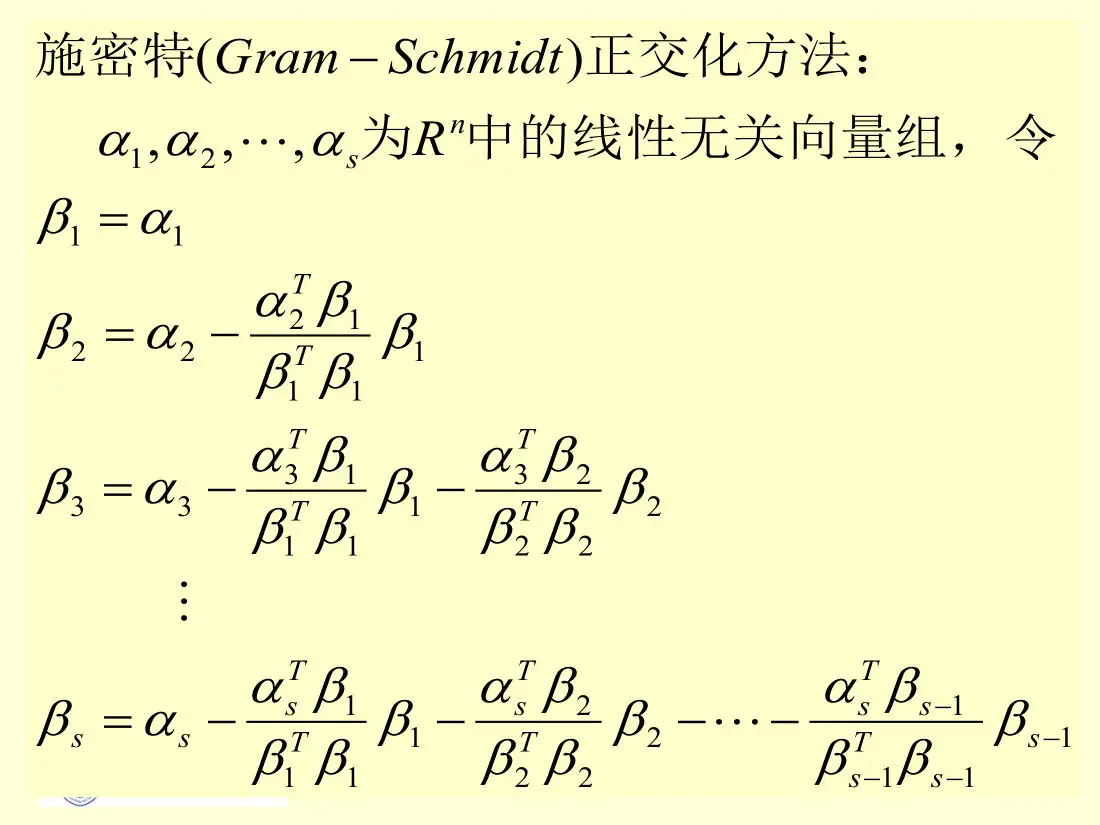 施密特(Gram − Schmidt)正交化方法：
α₁,α₂,⋯,αₛ为Rⁿ中的线性无关向量组，令
β₁ = α₁
β₂ = α₂ − (α₂ᵀβ₁)/(β₁ᵀβ₁) β₁
β₃ = α₃ − (α₃ᵀβ₁)/(β₁ᵀβ₁) β₁ − (α₃ᵀβ₂)/(β₂ᵀβ₂) β₂
⋮
βₛ = αₛ − (αₛᵀβ₁)/(β₁ᵀβ₁) β₁ − (αₛᵀβ₂)/(β₂ᵀβ₂) β₂ − ⋯ − (αₛᵀβₛ₋₁)/(βₛ₋₁ᵀβₛ₋₁) βₛ₋₁